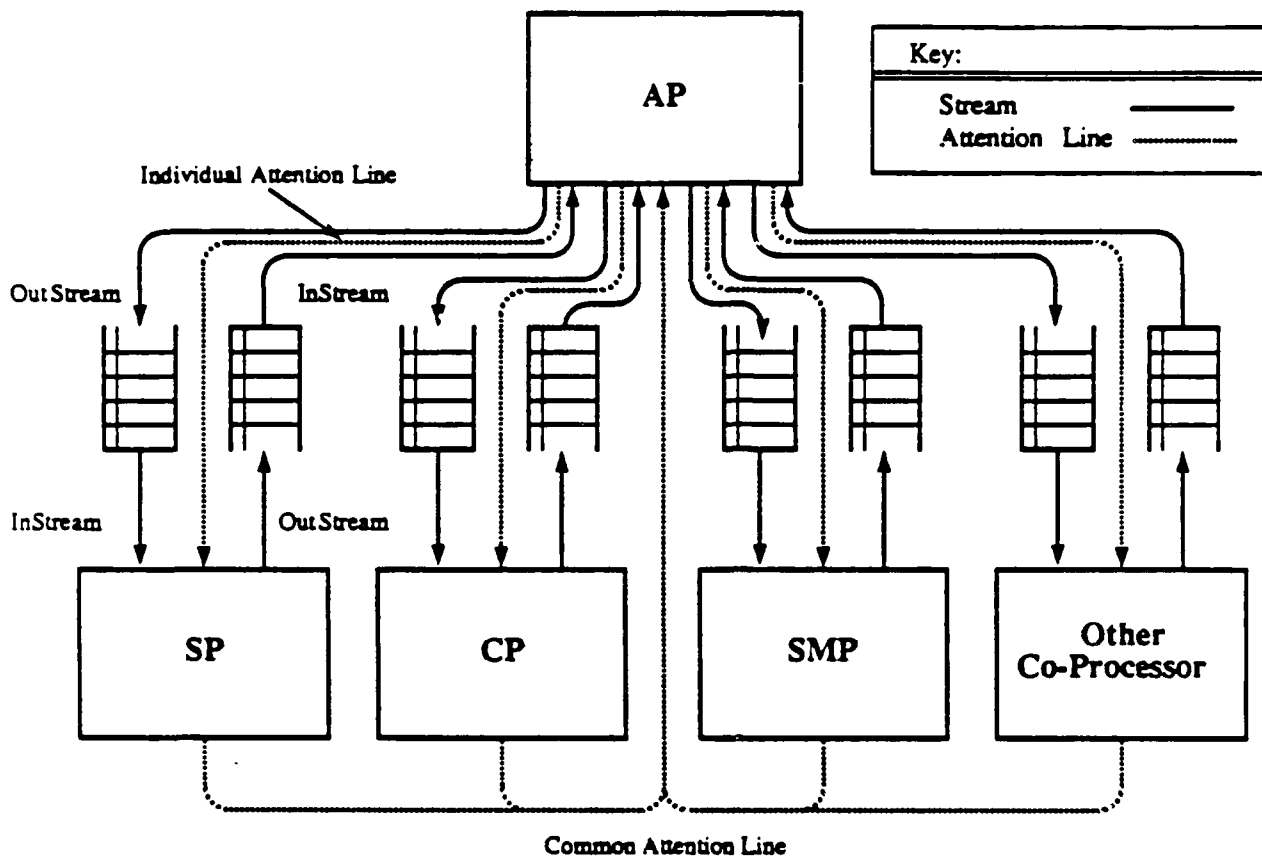 AP
Key:
Stream
Attention Line
Individual Attention Line
OutStream
InStream
InStream
OutStream
SP
CP
SMP
Other
Co-Processor
Common Attention Line